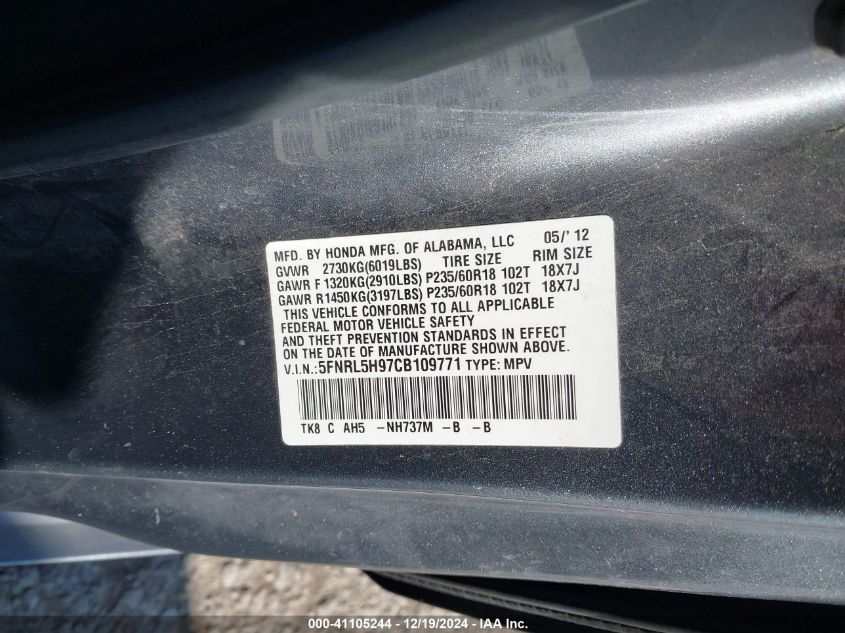 MFD. BY HONDA MFG. OF ALABAMA, LLC 05/' 12
GVWR 2730KG(6019LBS) TIRE SIZE RIM SIZE
GAWR F 1320KG(2910LBS) P235/60R18 102T 18X7J
GAWR R1450KG(3197LBS) P235/60R18 102T 18X7J
THIS VEHICLE CONFORMS TO ALL APPLICABLE
FEDERAL MOTOR VEHICLE SAFETY
AND THEFT PREVENTION STANDARDS IN EFFECT
ON THE DATE OF MANUFACTURE SHOWN ABOVE.
V.I.N.:5FNRL5H97CB109771 TYPE: MPV
TK8 C AH5 -NH737M -B -B
000-41105244 - 12/19/2024 - IAA Inc.